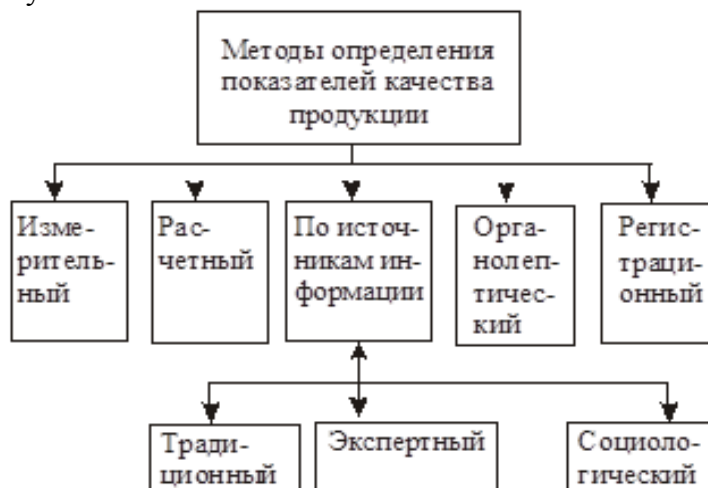 у
Методы определения
показателей качества
продукции
Изме-
ритель-
ный
Рас-
четный
По источ-
никам ин-
формации
Орга-
нолеп-
тичес-
кий
Регис-
траци-
онный
Тради-
ционный
Экспертный
Социоло-
гический